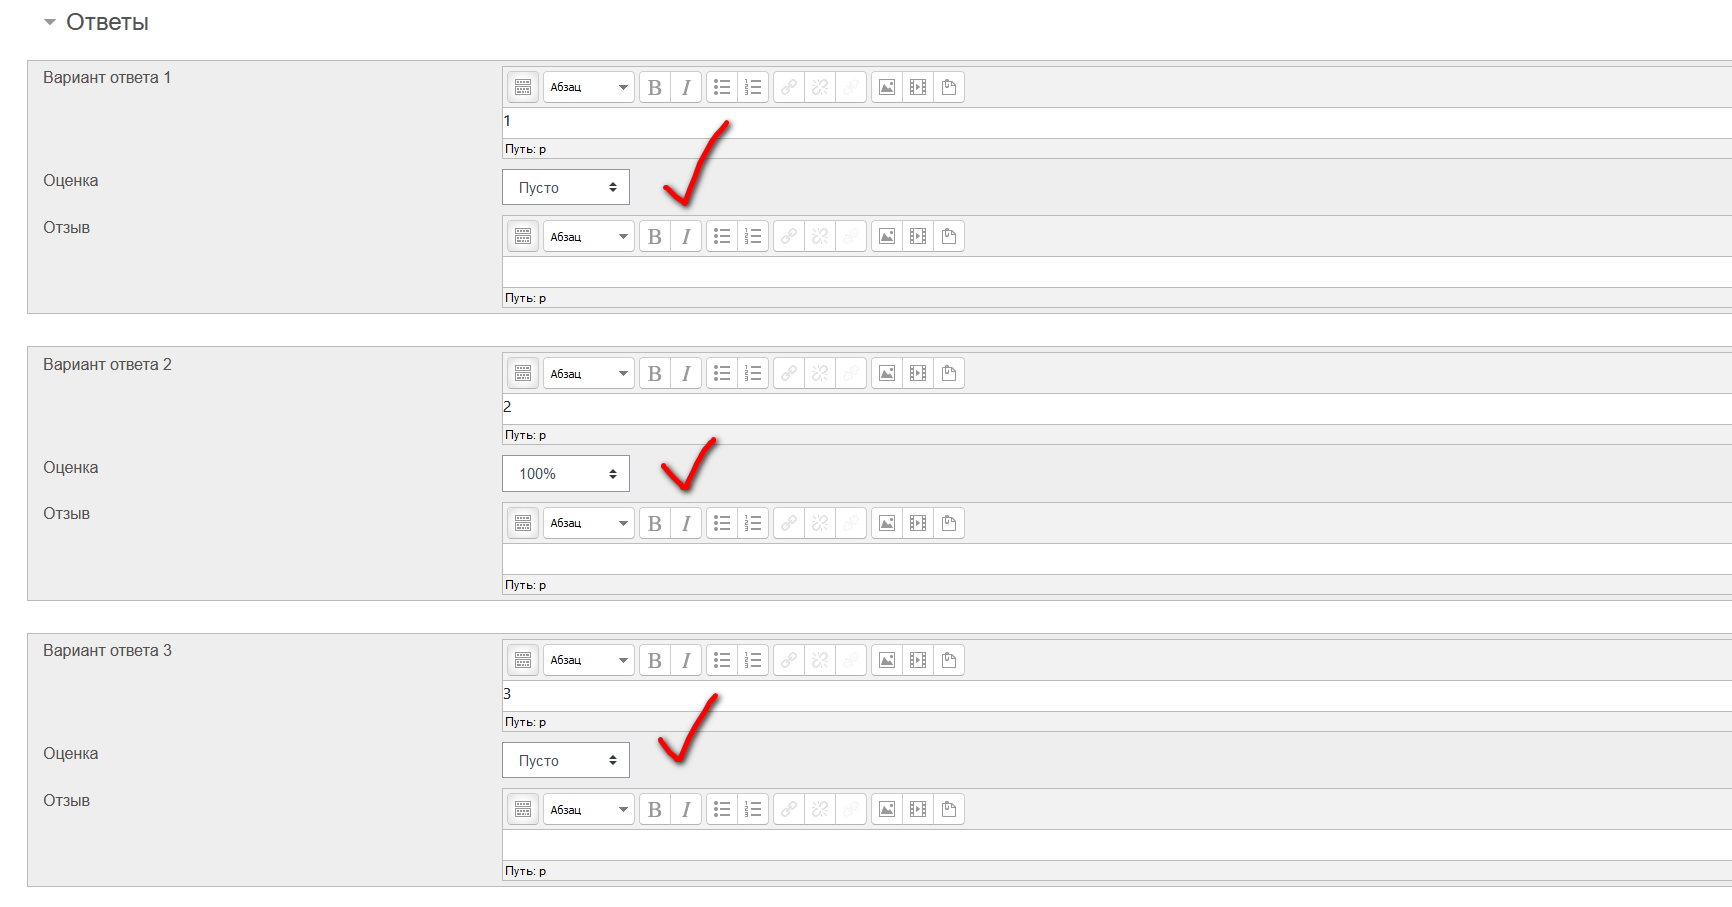 Ответы
Вариант ответа 1
Абзац B I
1
Путь: p
Оценка
Пусто
Отзыв
Абзац B I
Путь: p
Вариант ответа 2
Абзац B I
2
Путь: p
Оценка
100%
Отзыв
Абзац B I
Путь: p
Вариант ответа 3
Абзац B I
3
Путь: p
Оценка
Пусто
Отзыв
Абзац B I
Путь: p